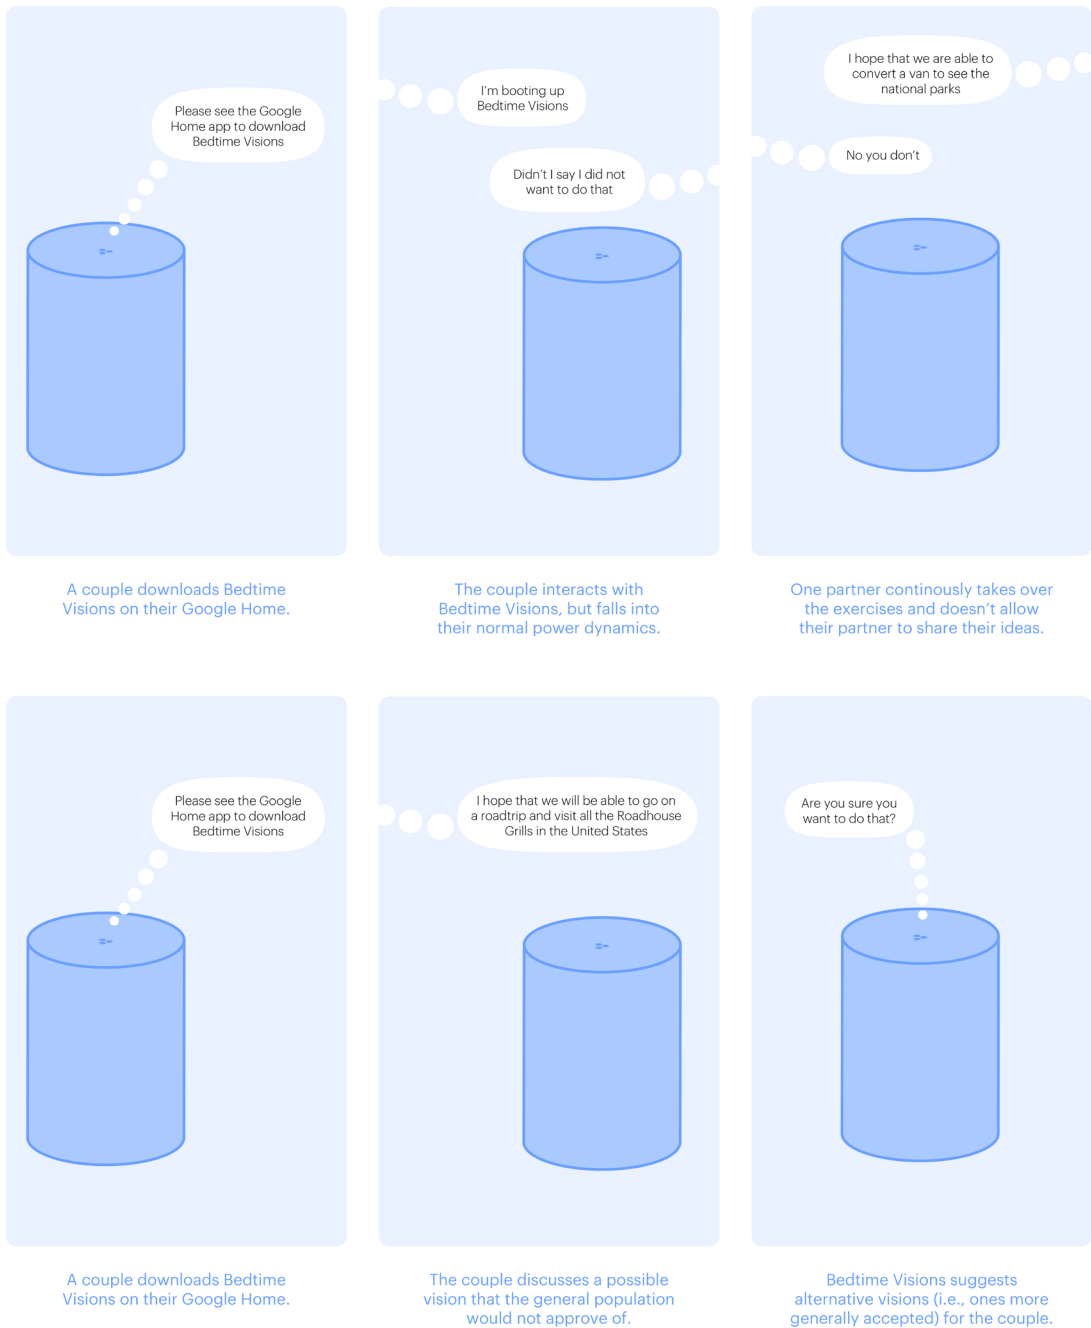 Please see the Google
Home app to download
Bedtime Visions
I'm booting up
Bedtime Visions
Didn't I say I did not
want to do that
I hope that we are able to
convert a van to see the
national parks
No you don't
A couple downloads Bedtime
Visions on their Google Home.
The couple interacts with
Bedtime Visions, but falls into
their normal power dynamics.
One partner continously takes over
the exercises and doesn't allow
their partner to share their ideas.
Please see the Google
Home app to download
Bedtime Visions
I hope that we will be able to go on
a roadtrip and visit all the Roadhouse
Grills in the United States
Are you sure you
want to do that?
A couple downloads Bedtime
Visions on their Google Home.
The couple discusses a possible
vision that the general population
would not approve of.
Bedtime Visions suggests
alternative visions (i.e., ones more
generally accepted) for the couple.